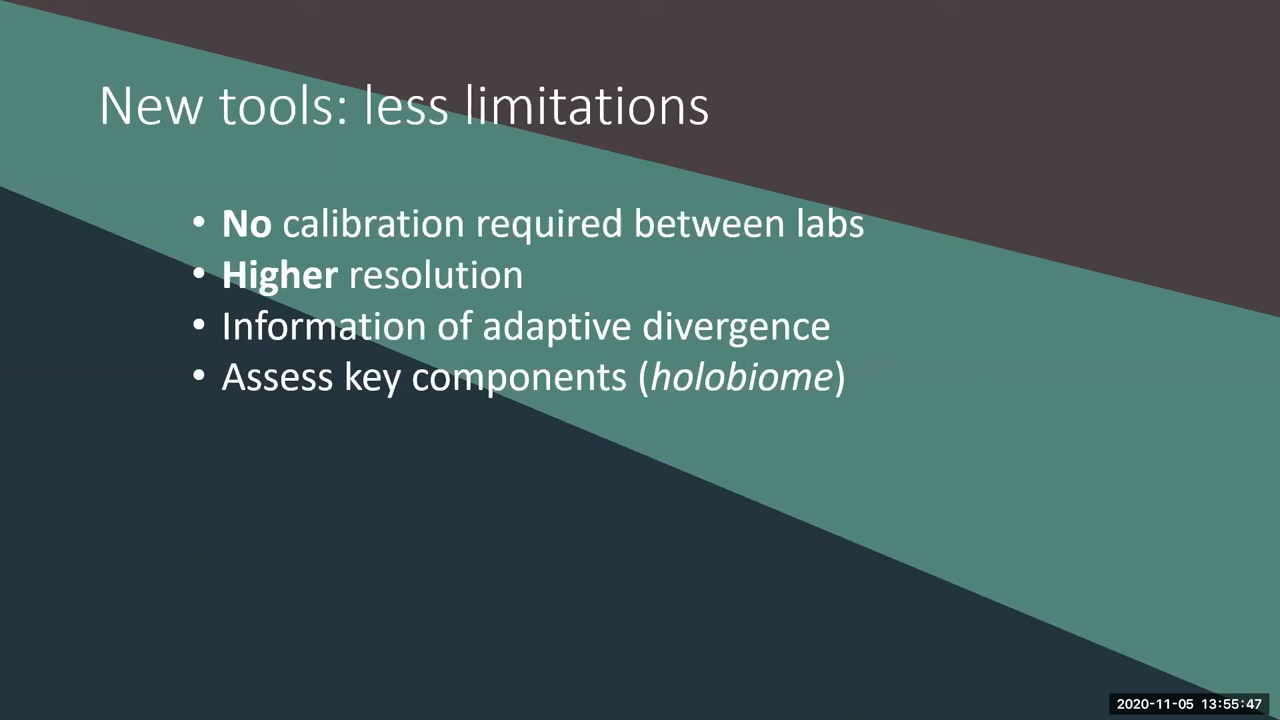 New tools: less limitations
• No calibration required between labs
• Higher resolution
• Information of adaptive divergence
• Assess key components (holobiome)
2020-11-05 13:55:47